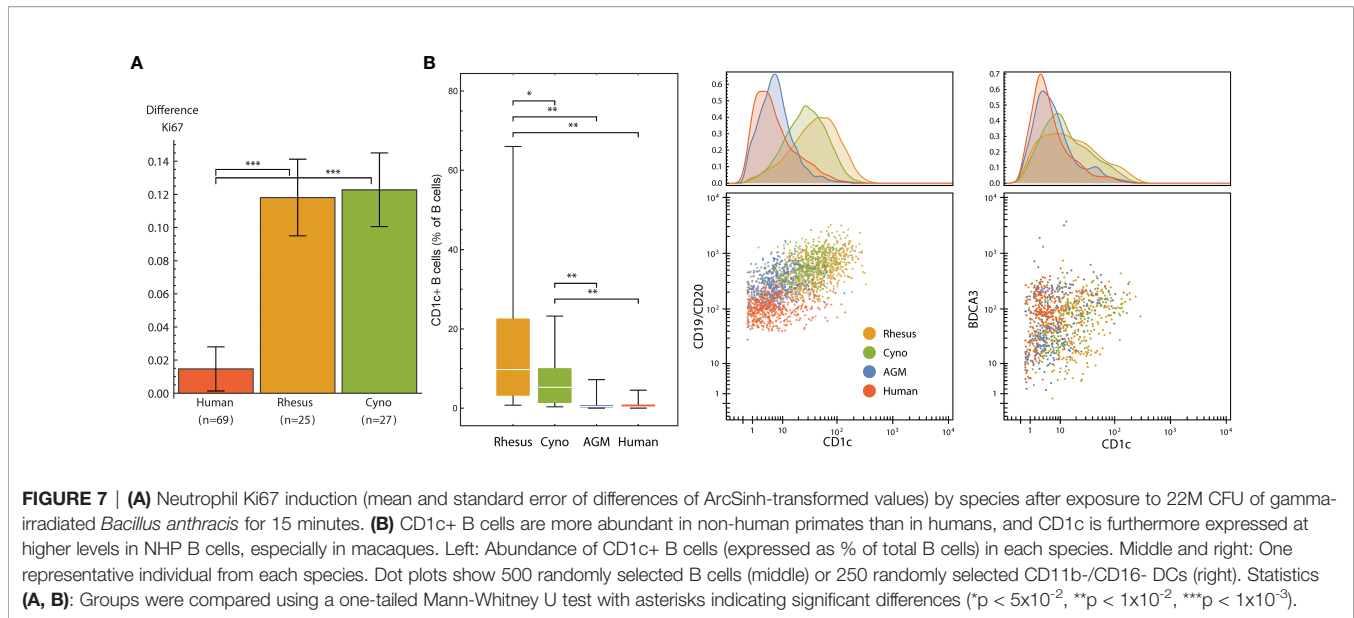 A
Difference
Ki67
0.14
0.12
0.10
0.08
0.06
0.04
0.02
0.00
***
***
Human
(n=69)
Rhesus
(n=25)
Cyno
(n=27)
B
CD1c+ B cells (% of B cells)
80
60
40
20
0
*
**
**
**
**
Rhesus
Cyno
AGM
Human
0.6
0.5
0.4
0.3
0.2
0.1
0.0
CD19/CD20
10³
10²
10
1
Rhesus
Cyno
AGM
Human
1
10
10²
10³
10⁴
CD1c
0.7
0.6
0.5
0.4
0.3
0.2
0.1
0.0
BDCA3
10⁴
10³
10²
10
1
1
10
10²
10³
10⁴
CD1c
FIGURE 7 | (A) Neutrophil Ki67 induction (mean and standard error of differences of ArcSinh-transformed values) by species after exposure to 22M CFU of gamma-
irradiated Bacillus anthracis for 15 minutes. (B) CD1c+ B cells are more abundant in non-human primates than in humans, and CD1c is furthermore expressed at
higher levels in NHP B cells, especially in macaques. Left: Abundance of CD1c+ B cells (expressed as % of total B cells) in each species. Middle and right: One
representative individual from each species. Dot plots show 500 randomly selected B cells (middle) or 250 randomly selected CD11b-/CD16- DCs (right). Statistics
(A, B): Groups were compared using a one-tailed Mann-Whitney U test with asterisks indicating significant differences (*p < 5x10⁻², **p < 1x10⁻², ***p < 1x10⁻³).